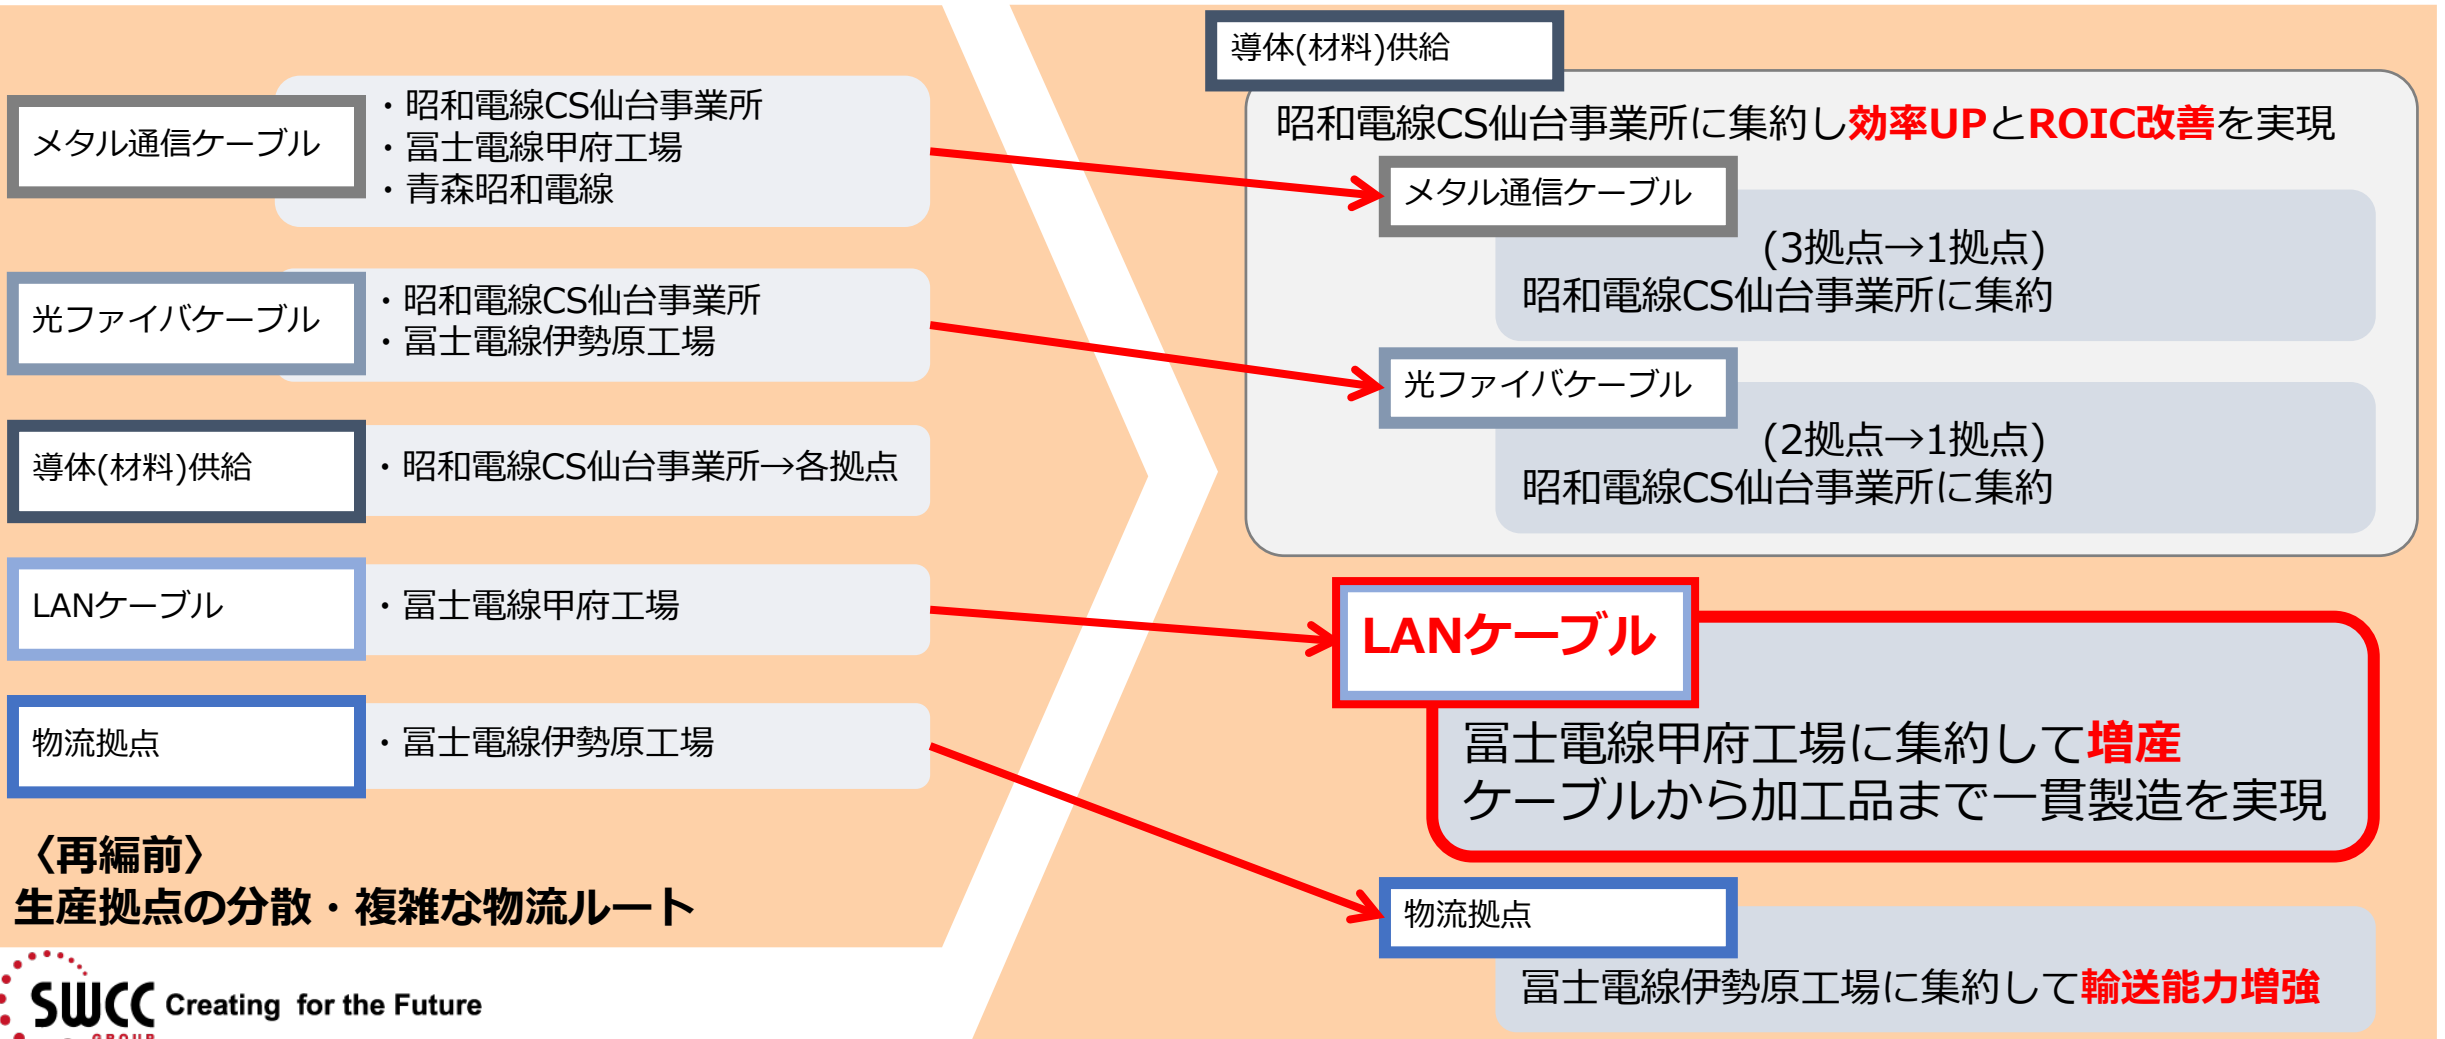 メタル通信ケーブル
・昭和電線CS仙台事業所
・冨士電線甲府工場
・青森昭和電線
光ファイバケーブル
・昭和電線CS仙台事業所
・冨士電線伊勢原工場
導体(材料)供給
・昭和電線CS仙台事業所→各拠点
LANケーブル
・冨士電線甲府工場
物流拠点
・冨士電線伊勢原工場
〈再編前〉
生産拠点の分散・複雑な物流ルート
SWCC Creating for the Future
GROUP
導体(材料)供給
昭和電線CS仙台事業所に集約し効率UPとROIC改善を実現
メタル通信ケーブル
(3拠点→1拠点)
昭和電線CS仙台事業所に集約
光ファイバケーブル
(2拠点→1拠点)
昭和電線CS仙台事業所に集約
LANケーブル
冨士電線甲府工場に集約して増産
ケーブルから加工品まで一貫製造を実現
物流拠点
冨士電線伊勢原工場に集約して輸送能力増強